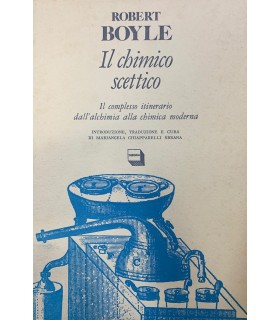 ROBERT
BOYLE
Il chimico
scettico
Il complesso itinerario
dall'alchimia alla chimica moderna
INTRODUZIONE, TRADUZIONE E CURA
DI MARIANGELA CHIAPPARELLI SBRANA